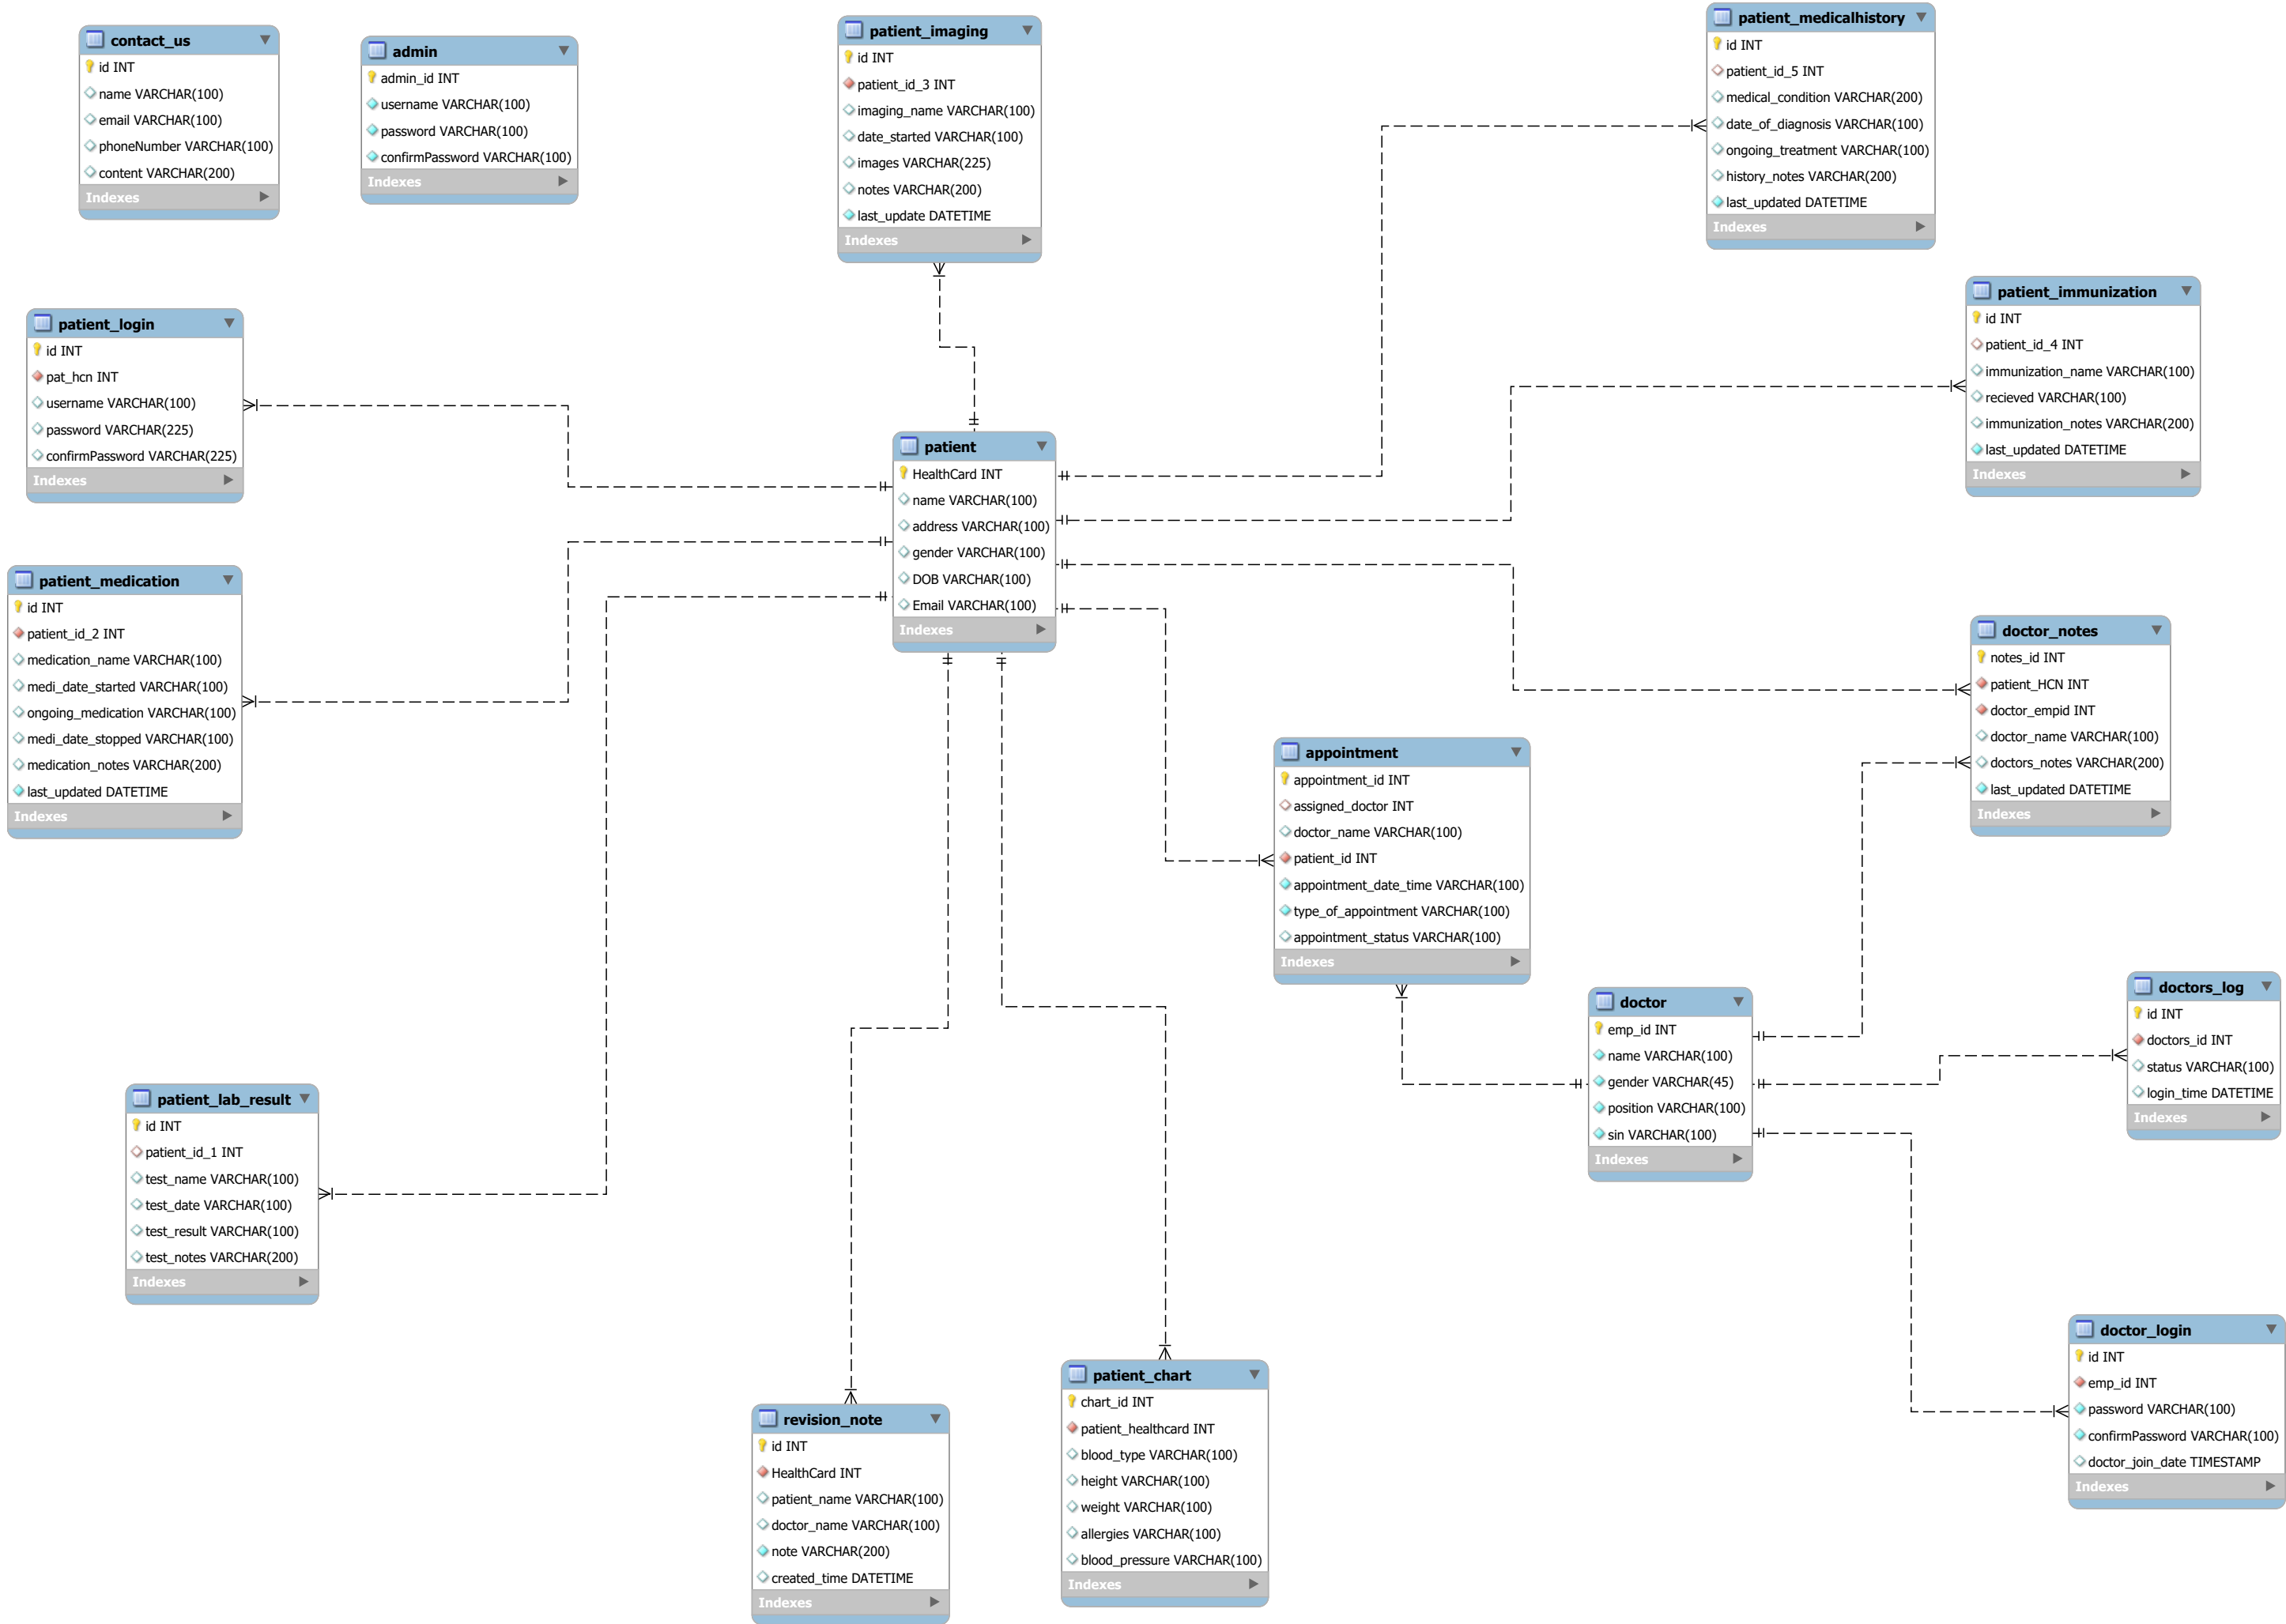 contact_us
id INT
name VARCHAR(100)
email VARCHAR(100)
phoneNumber VARCHAR(100)
content VARCHAR(200)
Indexes
admin
admin_id INT
username VARCHAR(100)
password VARCHAR(100)
confirmPassword VARCHAR(100)
Indexes
patient_imaging
id INT
patient_id_3 INT
imaging_name VARCHAR(100)
date_started VARCHAR(100)
images VARCHAR(225)
notes VARCHAR(200)
last_update DATETIME
Indexes
patient_medicalhistory
id INT
patient_id_5 INT
medical_condition VARCHAR(200)
date_of_diagnosis VARCHAR(100)
ongoing_treatment VARCHAR(100)
history_notes VARCHAR(200)
last_updated DATETIME
Indexes
patient_login
id INT
pat_hcn INT
username VARCHAR(100)
password VARCHAR(225)
confirmPassword VARCHAR(225)
Indexes
patient_immunization
id INT
patient_id_4 INT
immunization_name VARCHAR(100)
recieved VARCHAR(100)
immunization_notes VARCHAR(200)
last_updated DATETIME
Indexes
patient
HealthCard INT
name VARCHAR(100)
address VARCHAR(100)
gender VARCHAR(100)
DOB VARCHAR(100)
Email VARCHAR(100)
Indexes
patient_medication
id INT
patient_id_2 INT
medication_name VARCHAR(100)
medi_date_started VARCHAR(100)
ongoing_medication VARCHAR(100)
medi_date_stopped VARCHAR(100)
medication_notes VARCHAR(200)
last_updated DATETIME
Indexes
doctor_notes
notes_id INT
patient_HCN INT
doctor_empid INT
doctor_name VARCHAR(100)
doctors_notes VARCHAR(200)
last_updated DATETIME
Indexes
appointment
appointment_id INT
assigned_doctor INT
doctor_name VARCHAR(100)
patient_id INT
appointment_date_time VARCHAR(100)
type_of_appointment VARCHAR(100)
appointment_status VARCHAR(100)
Indexes
doctor
emp_id INT
name VARCHAR(100)
gender VARCHAR(45)
position VARCHAR(100)
sin VARCHAR(100)
Indexes
doctors_log
id INT
doctors_id INT
status VARCHAR(100)
login_time DATETIME
Indexes
patient_lab_result
id INT
patient_id_1 INT
test_name VARCHAR(100)
test_date VARCHAR(100)
test_result VARCHAR(100)
test_notes VARCHAR(200)
Indexes
doctor_login
id INT
emp_id INT
password VARCHAR(100)
confirmPassword VARCHAR(100)
doctor_join_date TIMESTAMP
Indexes
patient_chart
chart_id INT
patient_healthcard INT
blood_type VARCHAR(100)
height VARCHAR(100)
weight VARCHAR(100)
allergies VARCHAR(100)
blood_pressure VARCHAR(100)
Indexes
revision_note
id INT
HealthCard INT
patient_name VARCHAR(100)
doctor_name VARCHAR(100)
note VARCHAR(200)
created_time DATETIME
Indexes